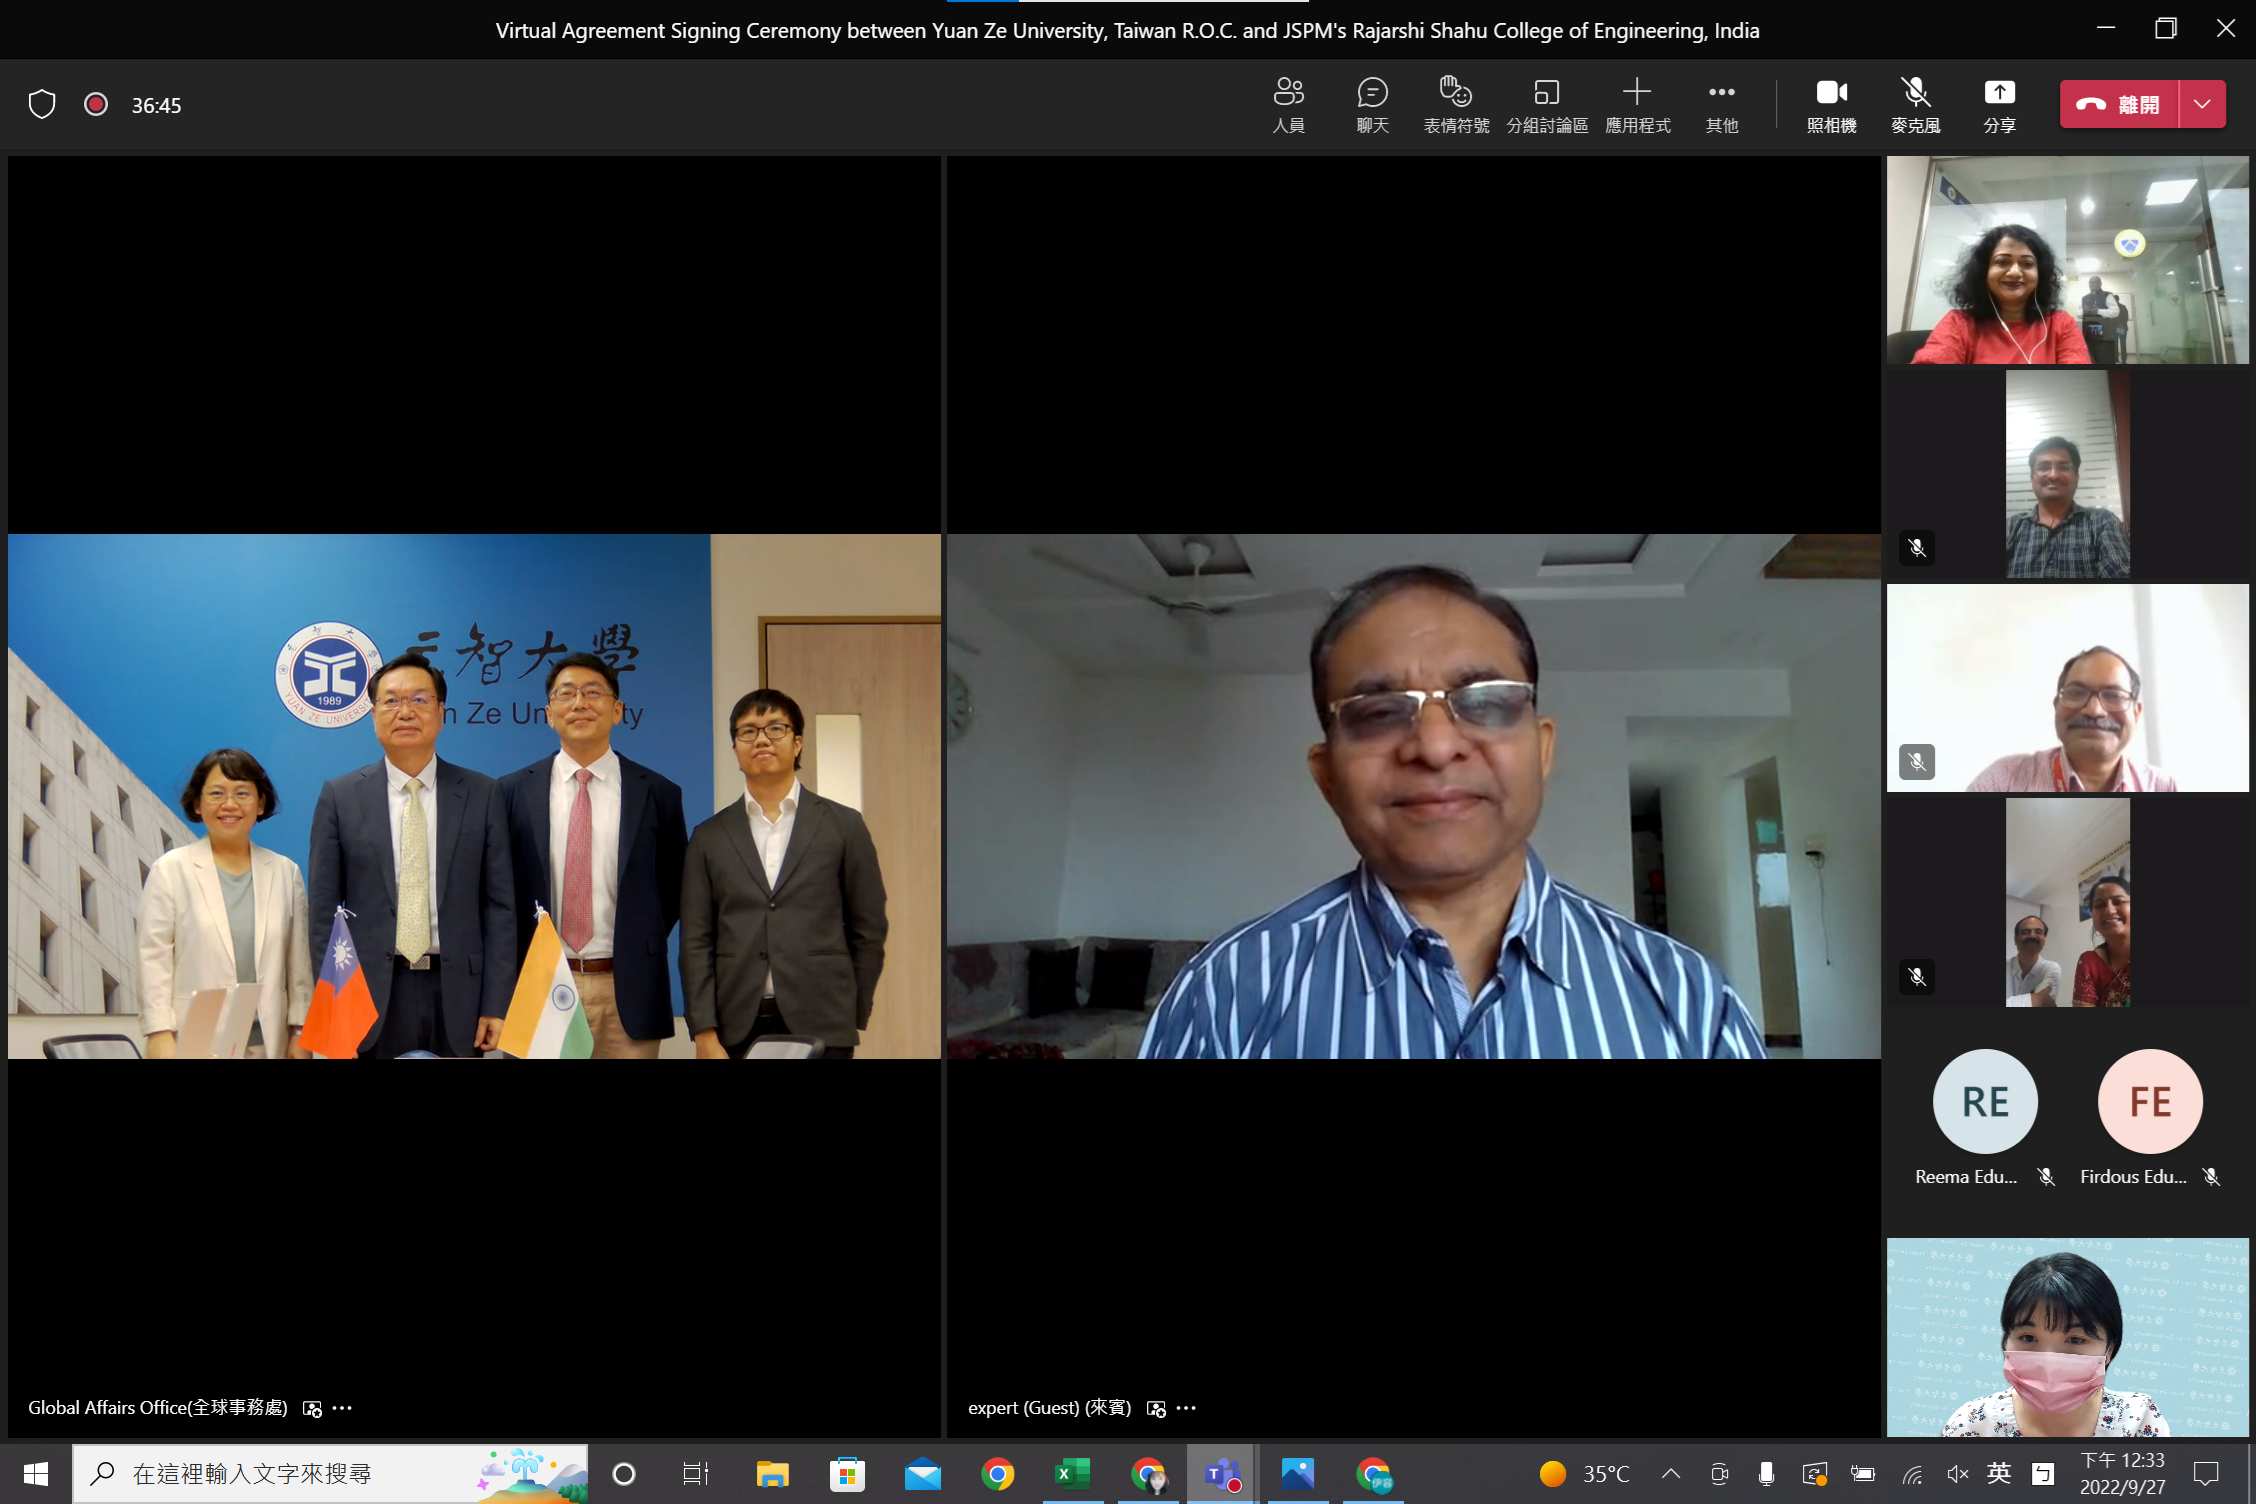 Virtual Agreement Signing Ceremony between Yuan Ze University, Taiwan R.O.C. and JSPM's Rajarshi Shahu College of Engineering, India
36:45
人員
聊天
表情符號
分組討論區
應用程式
其他
照相機
麥克風
分享
離開
元智大學
n Ze Un ty
1989
YUAN ZE UNIVERSITY
Global Affairs Office(全球事務處)
expert (Guest) (來賓)
RE
FE
Reema Edu...
Firdous Edu...
在這裡輸入文字來搜尋
35°C
英
ㄅ
下午 12:33
2022/9/27